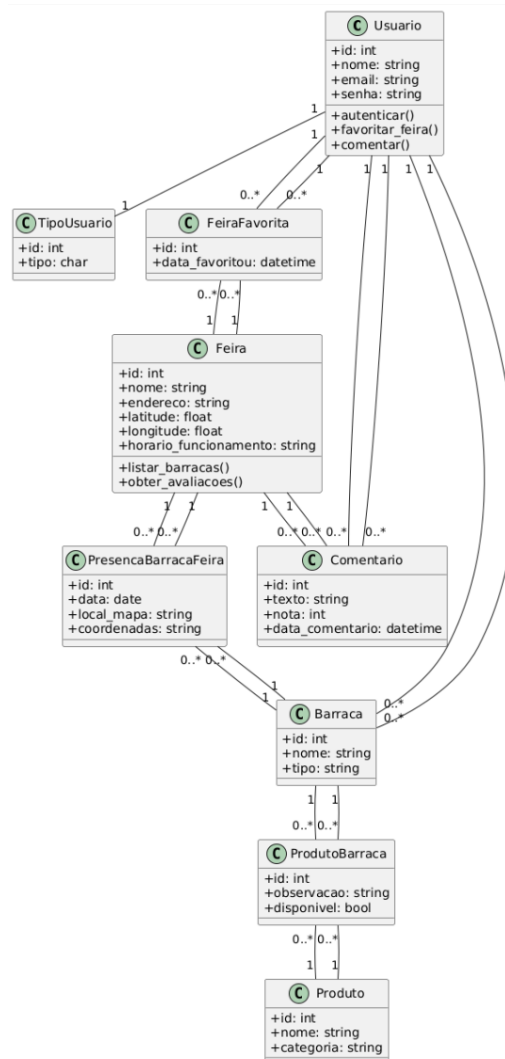 C Usuario
+id: int
+nome: string
+email: string
+senha: string
+autenticar()
+favoritar_feira()
+comentar()
1
1
1
1
1
1
1
1
0..*
0..*
C TipoUsuario
+id: int
+tipo: char
C FeiraFavorita
+id: int
+data_favoritou: datetime
0..*
0..*
1
1
C Feira
+id: int
+nome: string
+endereco: string
+latitude: float
+longitude: float
+horario_funcionamento: string
+listar_barracas()
+obter_avaliacoes()
1
1
1
1
0..*
0..*
0..*
0..*
0..*
0..*
C PresencaBarracaFeira
+id: int
+data: date
+local_mapa: string
+coordenadas: string
C Comentario
+id: int
+texto: string
+nota: int
+data_comentario: datetime
0..*
0..*
1
1
0..*
0..*
C Barraca
+id: int
+nome: string
+tipo: string
1
1
0..*
0..*
C ProdutoBarraca
+id: int
+observacao: string
+disponivel: bool
0..*
0..*
1
1
C Produto
+id: int
+nome: string
+categoria: string